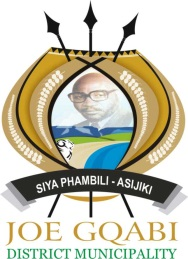 SIYA PHAMBILI - ASIJIKI
JOE GQABI
DISTRICT MUNICIPALITY